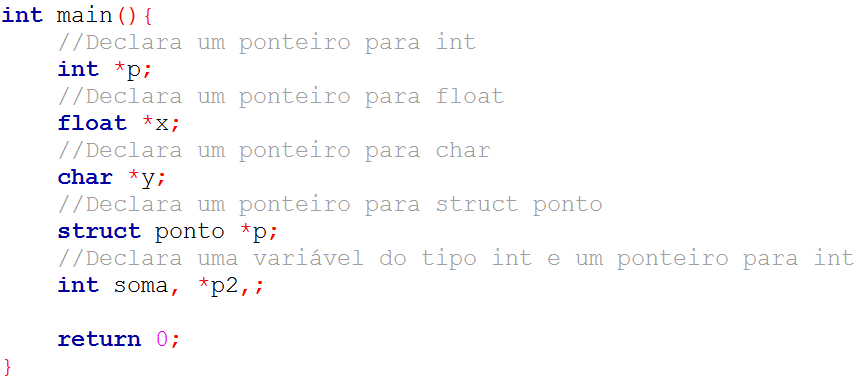 int main(){
//Declara um ponteiro para int
int *p;
//Declara um ponteiro para float
float *x;
//Declara um ponteiro para char
char *y;
//Declara um ponteiro para struct ponto
struct ponto *p;
//Declara uma variável do tipo int e um ponteiro para int
int soma, *p2,;
return 0;
}